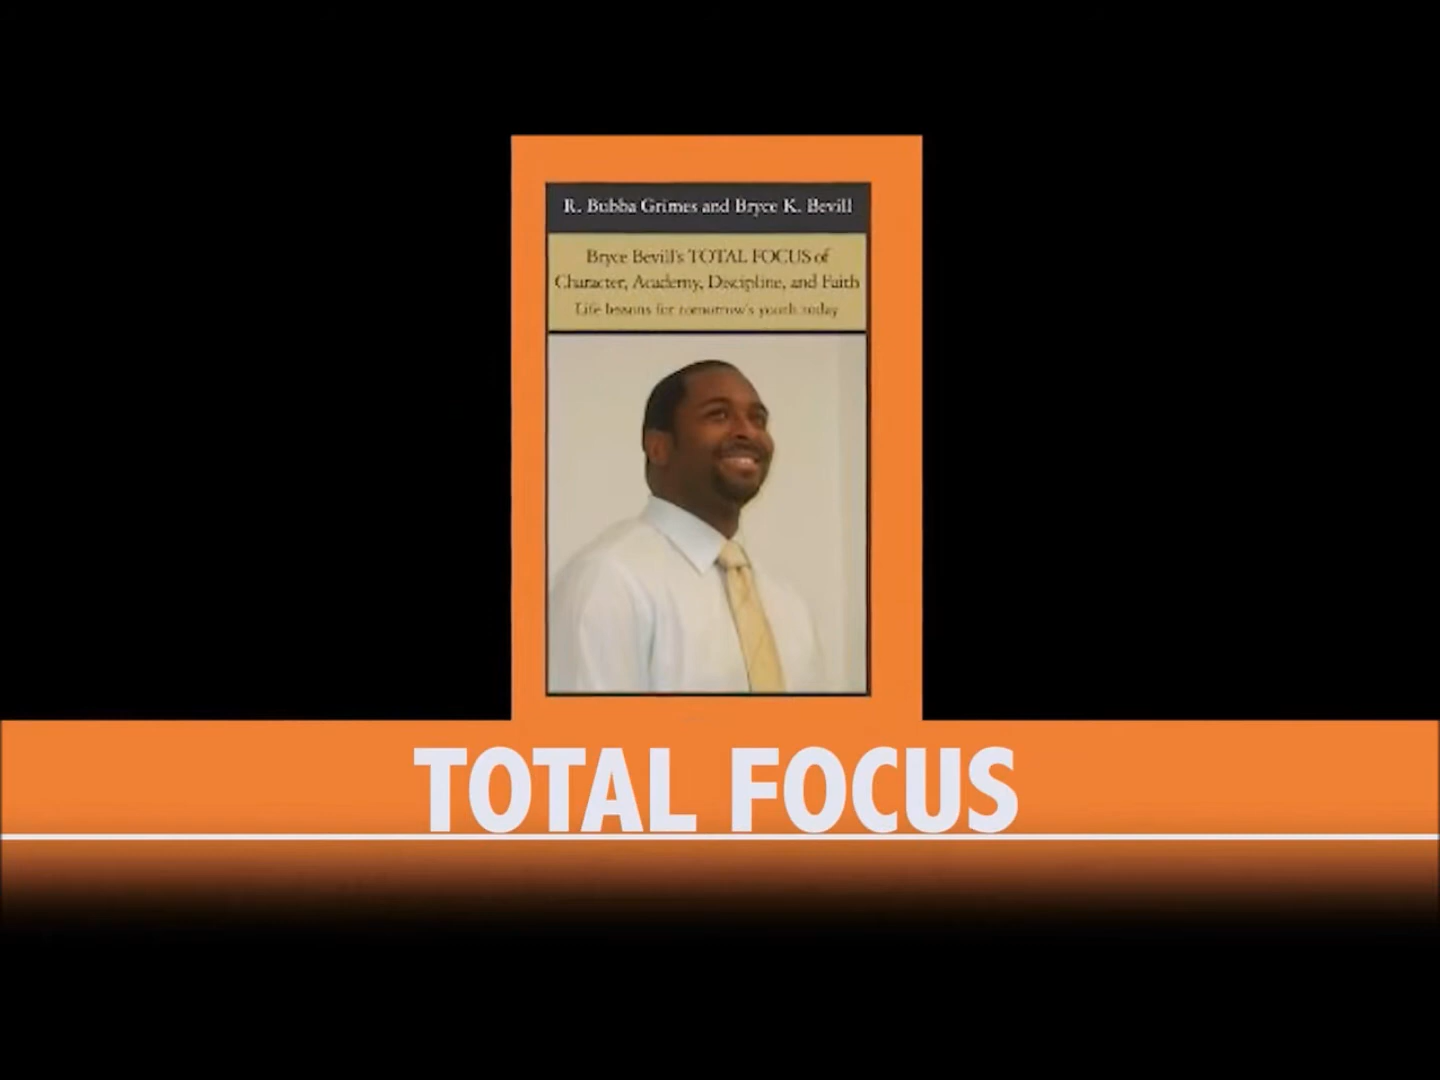 R. Bubba Grimes and Bryce K. Bevill
Bryce Bevill's TOTAL FOCUS of
Character, Academy, Discipline, and Faith
Life lessons for tomorrow's youth today
TOTAL FOCUS